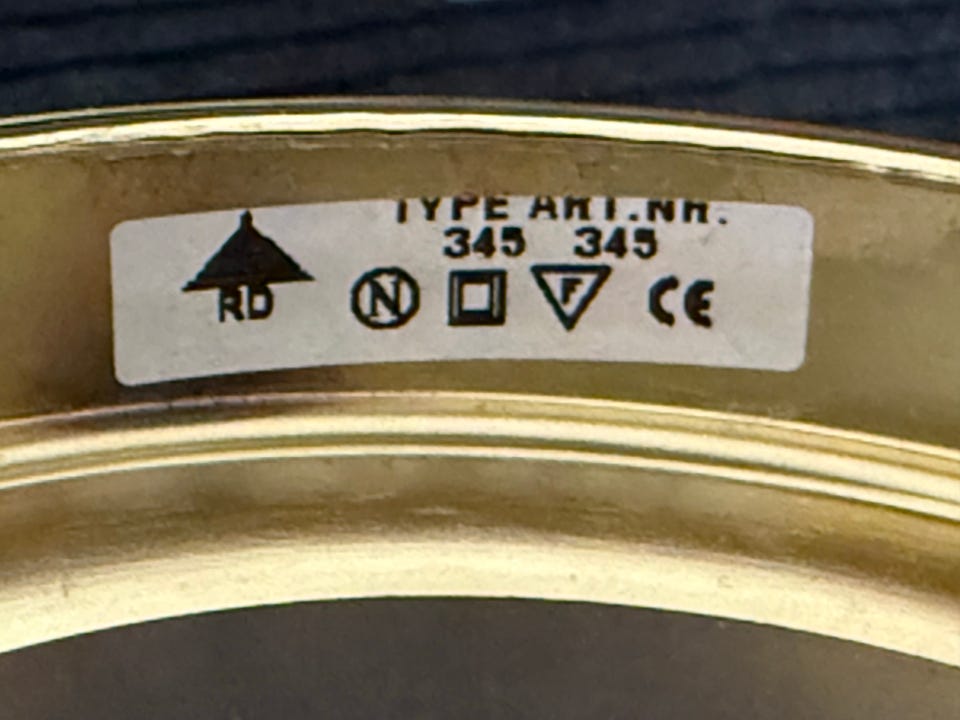 TYPE ART.NR.
345 345
RD N F CE